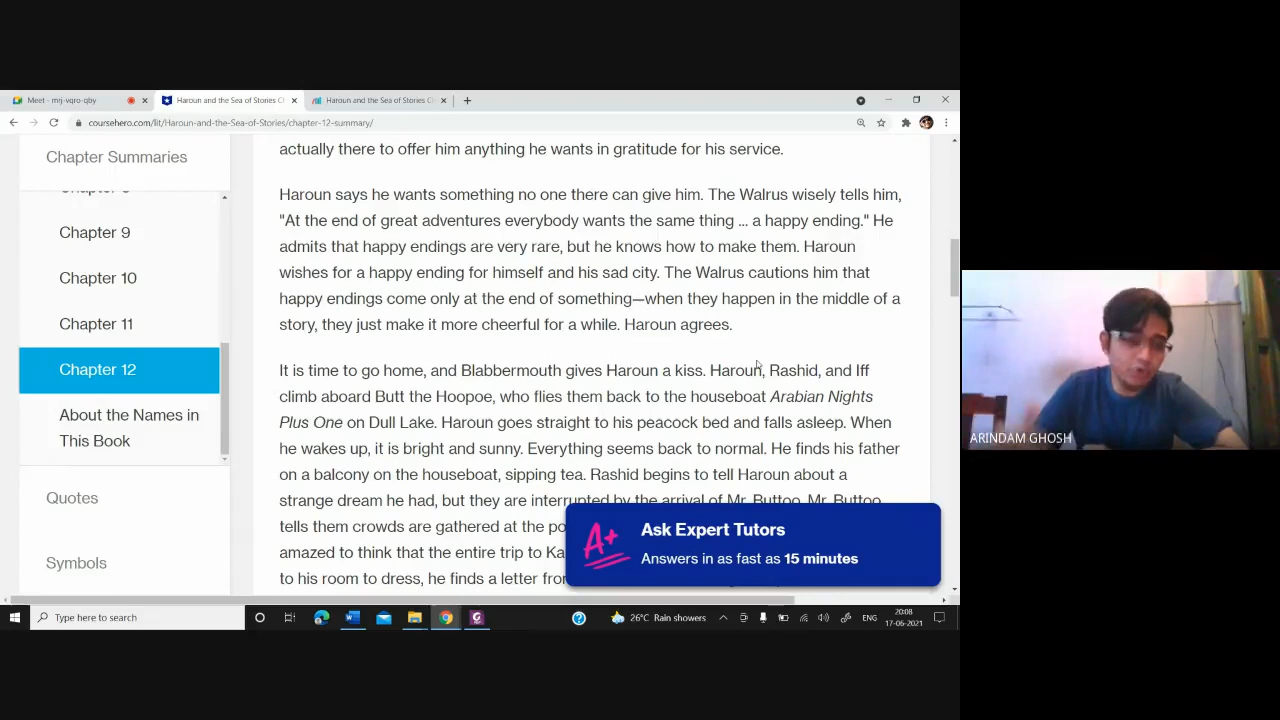 Meet - mrj-vqro-qby
Haroun and the Sea of Stories C
Haroun and the Sea of Stories C
coursehero.com/lit/Haroun-and-the-Sea-of-Stories/chapter-12-summary/
Chapter Summaries
Chapter 9
Chapter 10
Chapter 11
Chapter 12
About the Names in
This Book
Quotes
Symbols
actually there to offer him anything he wants in gratitude for his service.
Haroun says he wants something no one there can give him. The Walrus wisely tells him,
"At the end of great adventures everybody wants the same thing ... a happy ending." He
admits that happy endings are very rare, but he knows how to make them. Haroun
wishes for a happy ending for himself and his sad city. The Walrus cautions him that
happy endings come only at the end of something—when they happen in the middle of a
story, they just make it more cheerful for a while. Haroun agrees.
It is time to go home, and Blabbermouth gives Haroun a kiss. Haroun, Rashid, and Iff
climb aboard Butt the Hoopoe, who flies them back to the houseboat Arabian Nights
Plus One on Dull Lake. Haroun goes straight to his peacock bed and falls asleep. When
he wakes up, it is bright and sunny. Everything seems back to normal. He finds his father
on a balcony on the houseboat, sipping tea. Rashid begins to tell Haroun about a
strange dream he had, but they are interrupted by the arrival of Mr. Buttoo. Mr. Buttoo
tells them crowds are gathered at the po
amazed to think that the entire trip to Ka
to his room to dress, he finds a letter fro
A+
Ask Expert Tutors
Answers in as fast as 15 minutes
ARINDAM GHOSH
Type here to search
26°C Rain showers
ENG
20:08
17-06-2021